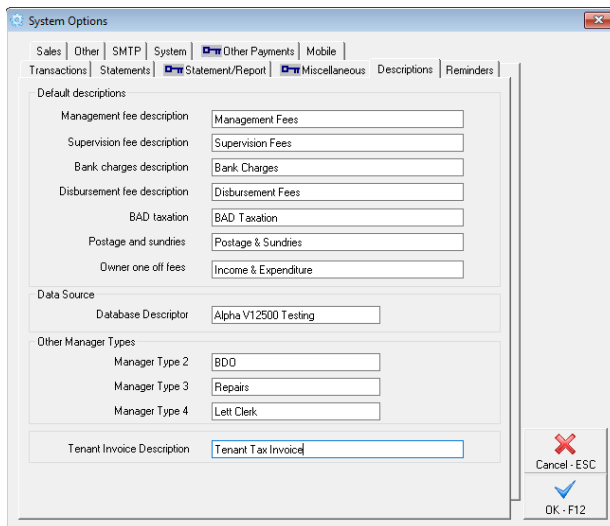 System Options
Sales Other SMTP System Other Payments Mobile
Transactions Statements Statement/Report Miscellaneous Descriptions Reminders
Default descriptions
Management fee description Management Fees
Supervision fee description Supervision Fees
Bank charges description Bank Charges
Disbursement fee description Disbursement Fees
BAD taxation BAD Taxation
Postage and sundries Postage & Sundries
Owner one off fees Income & Expenditure
Data Source
Database Descriptor Alpha V12500 Testing
Other Manager Types
Manager Type 2 BDO
Manager Type 3 Repairs
Manager Type 4 Lett Clerk
Tenant Invoice Description Tenant Tax Invoice
Cancel - ESC
OK - F12